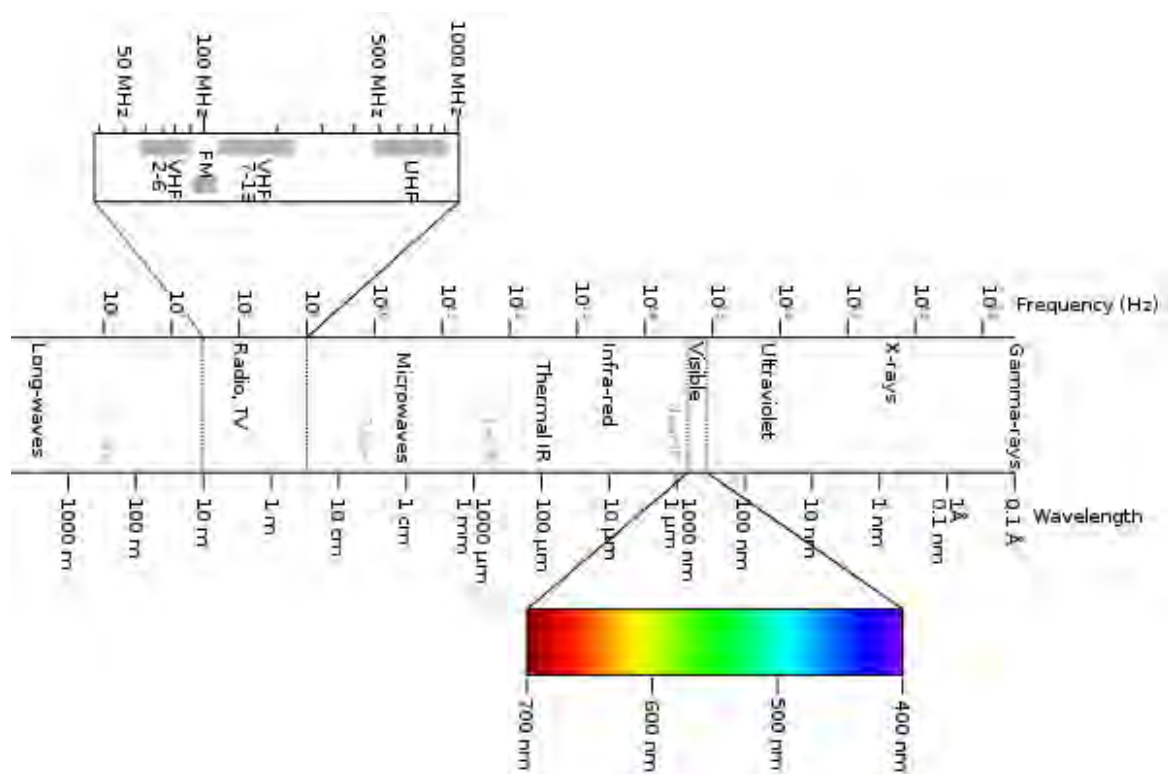 50 MHz
100 MHz
500 MHz
1000 MHz
VHF
2-6
FM
VHF
7-13
UHF
Frequency (Hz)
Long-waves
Radio, TV
Microwaves
Thermal IR
Infra-red
Visible
Ultraviolet
X-rays
Gamma-rays
1000 m
100 m
10 m
1 m
10 cm
1 cm
1 mm
1000 µm
100 µm
10 µm
1 µm
1000 nm
100 nm
10 nm
1 nm
1Å
0.1 nm
0.1 Å
Wavelength
700 nm
600 nm
500 nm
400 nm